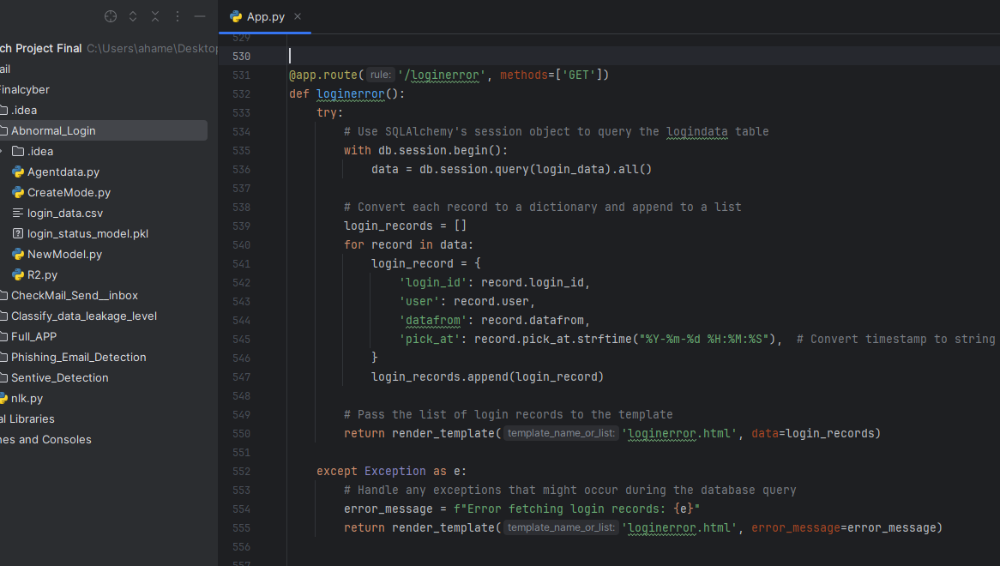 App.py
ch Project Final C:\Users\ahame\Desktop
ail
Finalcyber
.idea
Abnormal_Login
.idea
Agentdata.py
CreateMode.py
login_data.csv
login_status_model.pkl
NewModel.py
R2.py
CheckMail_Send__inbox
Classify_data_leakage_level
Full_APP
Phishing_Email_Detection
Sentive_Detection
nlk.py
al Libraries
nes and Consoles
529
530
531 @app.route( rule: '/loginerror', methods=['GET'])
532 def loginerror():
533 try:
534 # Use SQLAlchemy's session object to query the logindata table
535 with db.session.begin():
536 data = db.session.query(login_data).all()
537
538 # Convert each record to a dictionary and append to a list
539 login_records = []
540 for record in data:
541 login_record = {
542 'login_id': record.login_id,
543 'user': record.user,
544 'datafrom': record.datafrom,
545 'pick_at': record.pick_at.strftime("%Y-%m-%d %H:%M:%S"), # Convert timestamp to string
546 }
547 login_records.append(login_record)
548
549 # Pass the list of login records to the template
550 return render_template( template_name_or_list: 'loginerror.html', data=login_records)
551
552 except Exception as e:
553 # Handle any exceptions that might occur during the database query
554 error_message = f"Error fetching login records: {e}"
555 return render_template( template_name_or_list: 'loginerror.html', error_message=error_message)
556
557